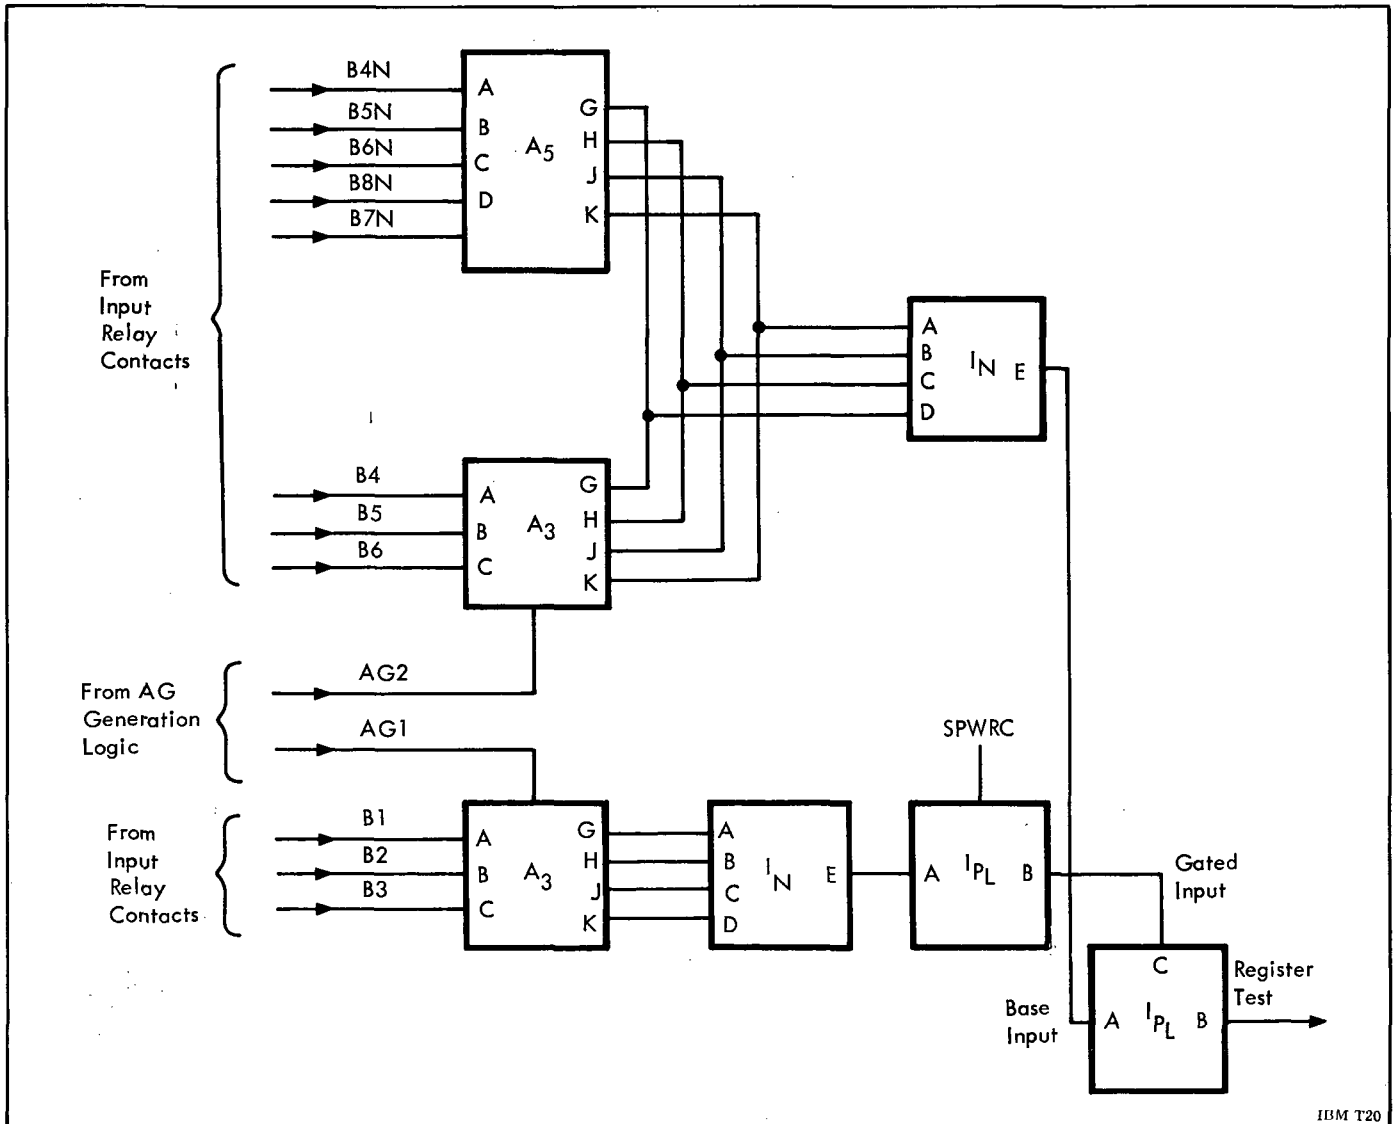 From
Input
Relay
Contacts
B4N
B5N
B6N
B8N
B7N
A
B
C
D
A5
G
H
J
K
A
B
C
D
IN
E
B4
B5
B6
A
B
C
A3
G
H
J
K
From AG
Generation
Logic
AG2
AG1
From
Input
Relay
Contacts
B1
B2
B3
A
B
C
A3
G
H
J
K
A
B
C
D
IN
E
SPWRC
A
IPL
B
Gated
Input
Base
Input
C
A
IPL
B
Register
Test
IBM T20